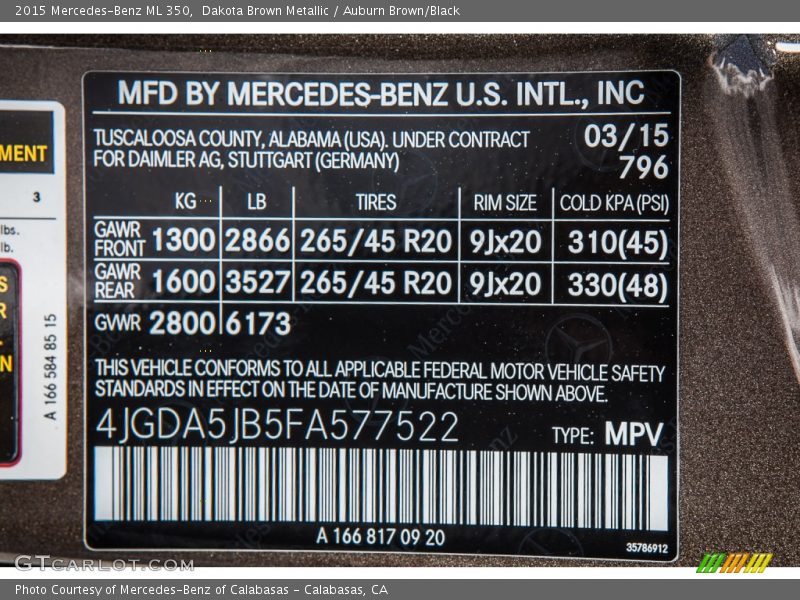 2015 Mercedes-Benz ML 350, Dakota Brown Metallic / Auburn Brown/Black
MFD BY MERCEDES-BENZ U.S. INTL., INC
TUSCALOOSA COUNTY, ALABAMA (USA). UNDER CONTRACT 03/15
FOR DAIMLER AG, STUTTGART (GERMANY) 796
KG LB TIRES RIM SIZE COLD KPA (PSI)
GAWR FRONT 1300 2866 265/45 R20 9Jx20 310(45)
GAWR REAR 1600 3527 265/45 R20 9Jx20 330(48)
GVWR 2800 6173
THIS VEHICLE CONFORMS TO ALL APPLICABLE FEDERAL MOTOR VEHICLE SAFETY
STANDARDS IN EFFECT ON THE DATE OF MANUFACTURE SHOWN ABOVE.
4JGDA5JB5FA577522 TYPE: MPV
A 166 817 09 20
35786912
MENT
3
lbs.
lb.
A 166 584 85 15
GTCARLOT.COM
Photo Courtesy of Mercedes-Benz of Calabasas - Calabasas, CA